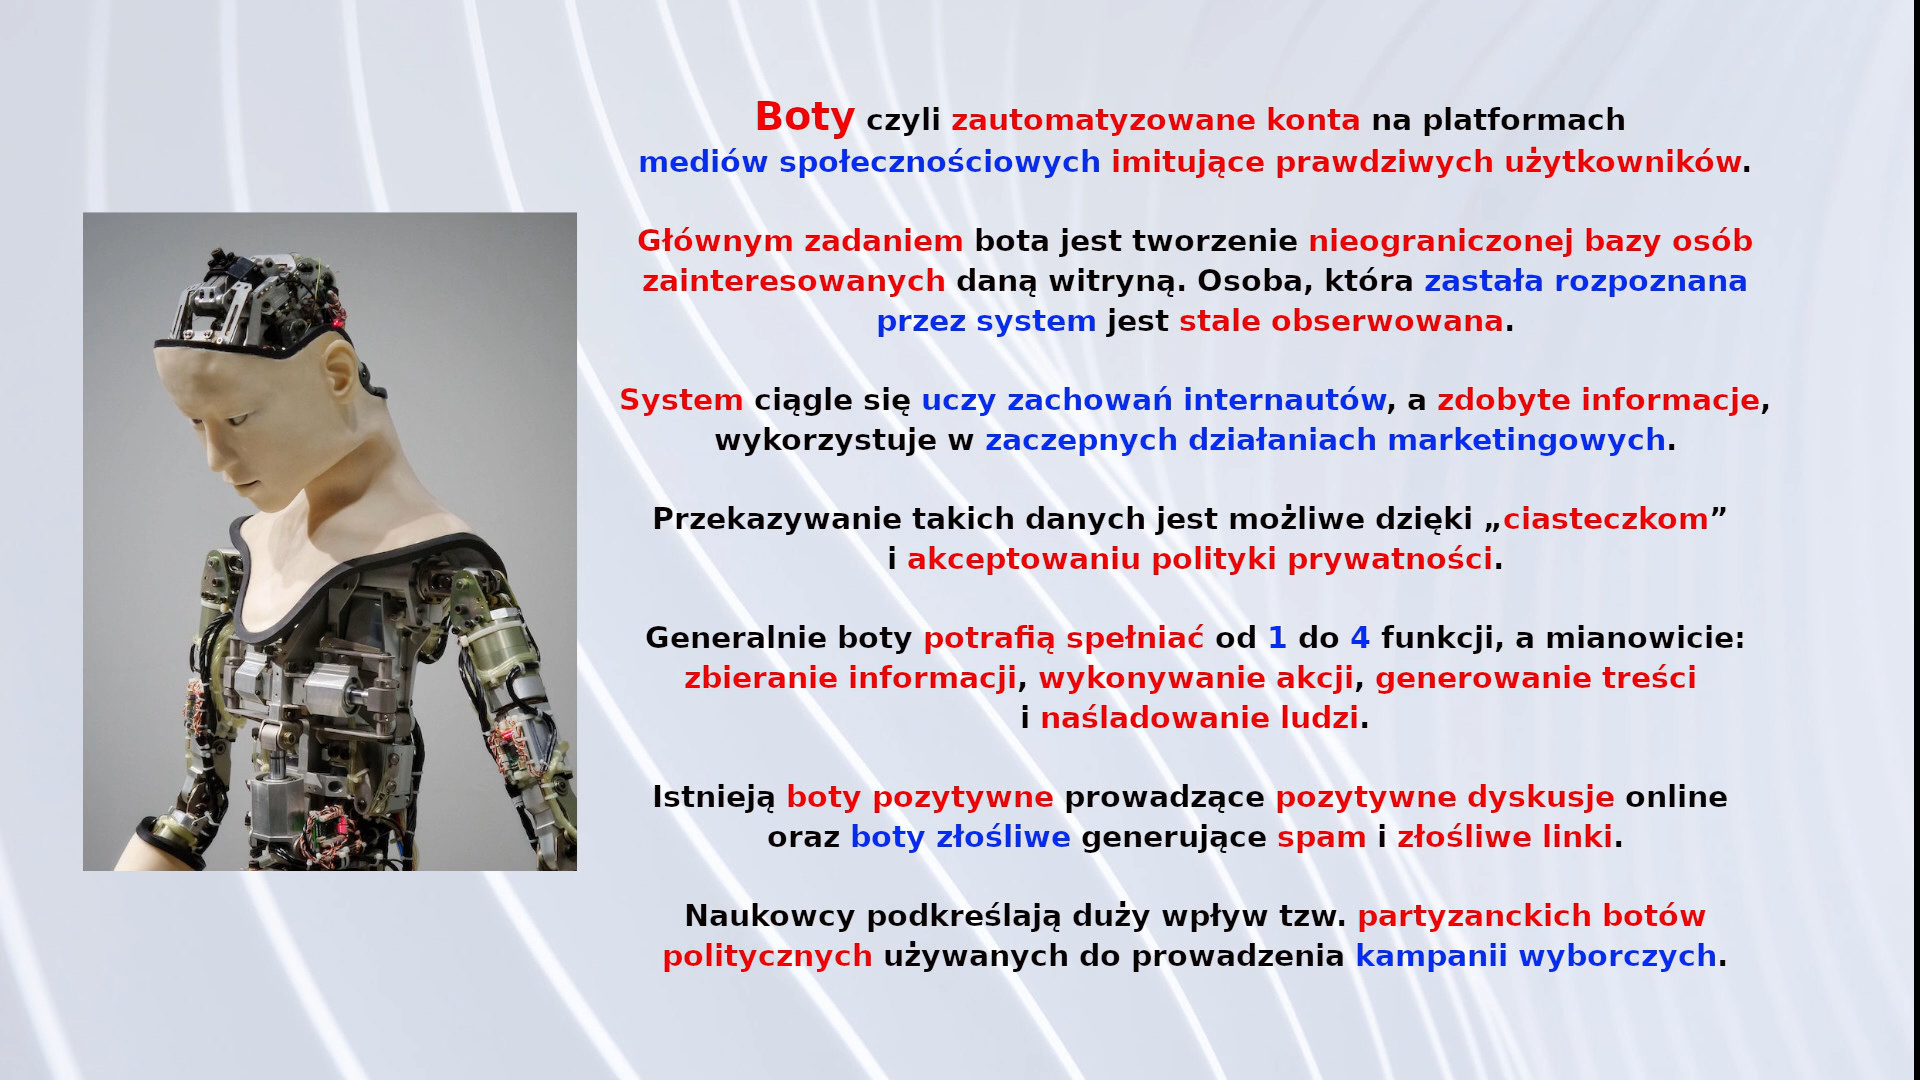 Boty czyli zautomatyzowane konta na platformach
mediów społecznościowych imitujące prawdziwych użytkowników.
Głównym zadaniem bota jest tworzenie nieograniczonej bazy osób
zainteresowanych daną witryną. Osoba, która zastała rozpoznana
przez system jest stale obserwowana.
System ciągle się uczy zachowań internautów, a zdobyte informacje,
wykorzystuje w zaczepnych działaniach marketingowych.
Przekazywanie takich danych jest możliwe dzięki „ciasteczkom”
i akceptowaniu polityki prywatności.
Generalnie boty potrafią spełniać od 1 do 4 funkcji, a mianowicie:
zbieranie informacji, wykonywanie akcji, generowanie treści
i naśladowanie ludzi.
Istnieją boty pozytywne prowadzące pozytywne dyskusje online
oraz boty złośliwe generujące spam i złośliwe linki.
Naukowcy podkreślają duży wpływ tzw. partyzanckich botów
politycznych używanych do prowadzenia kampanii wyborczych.